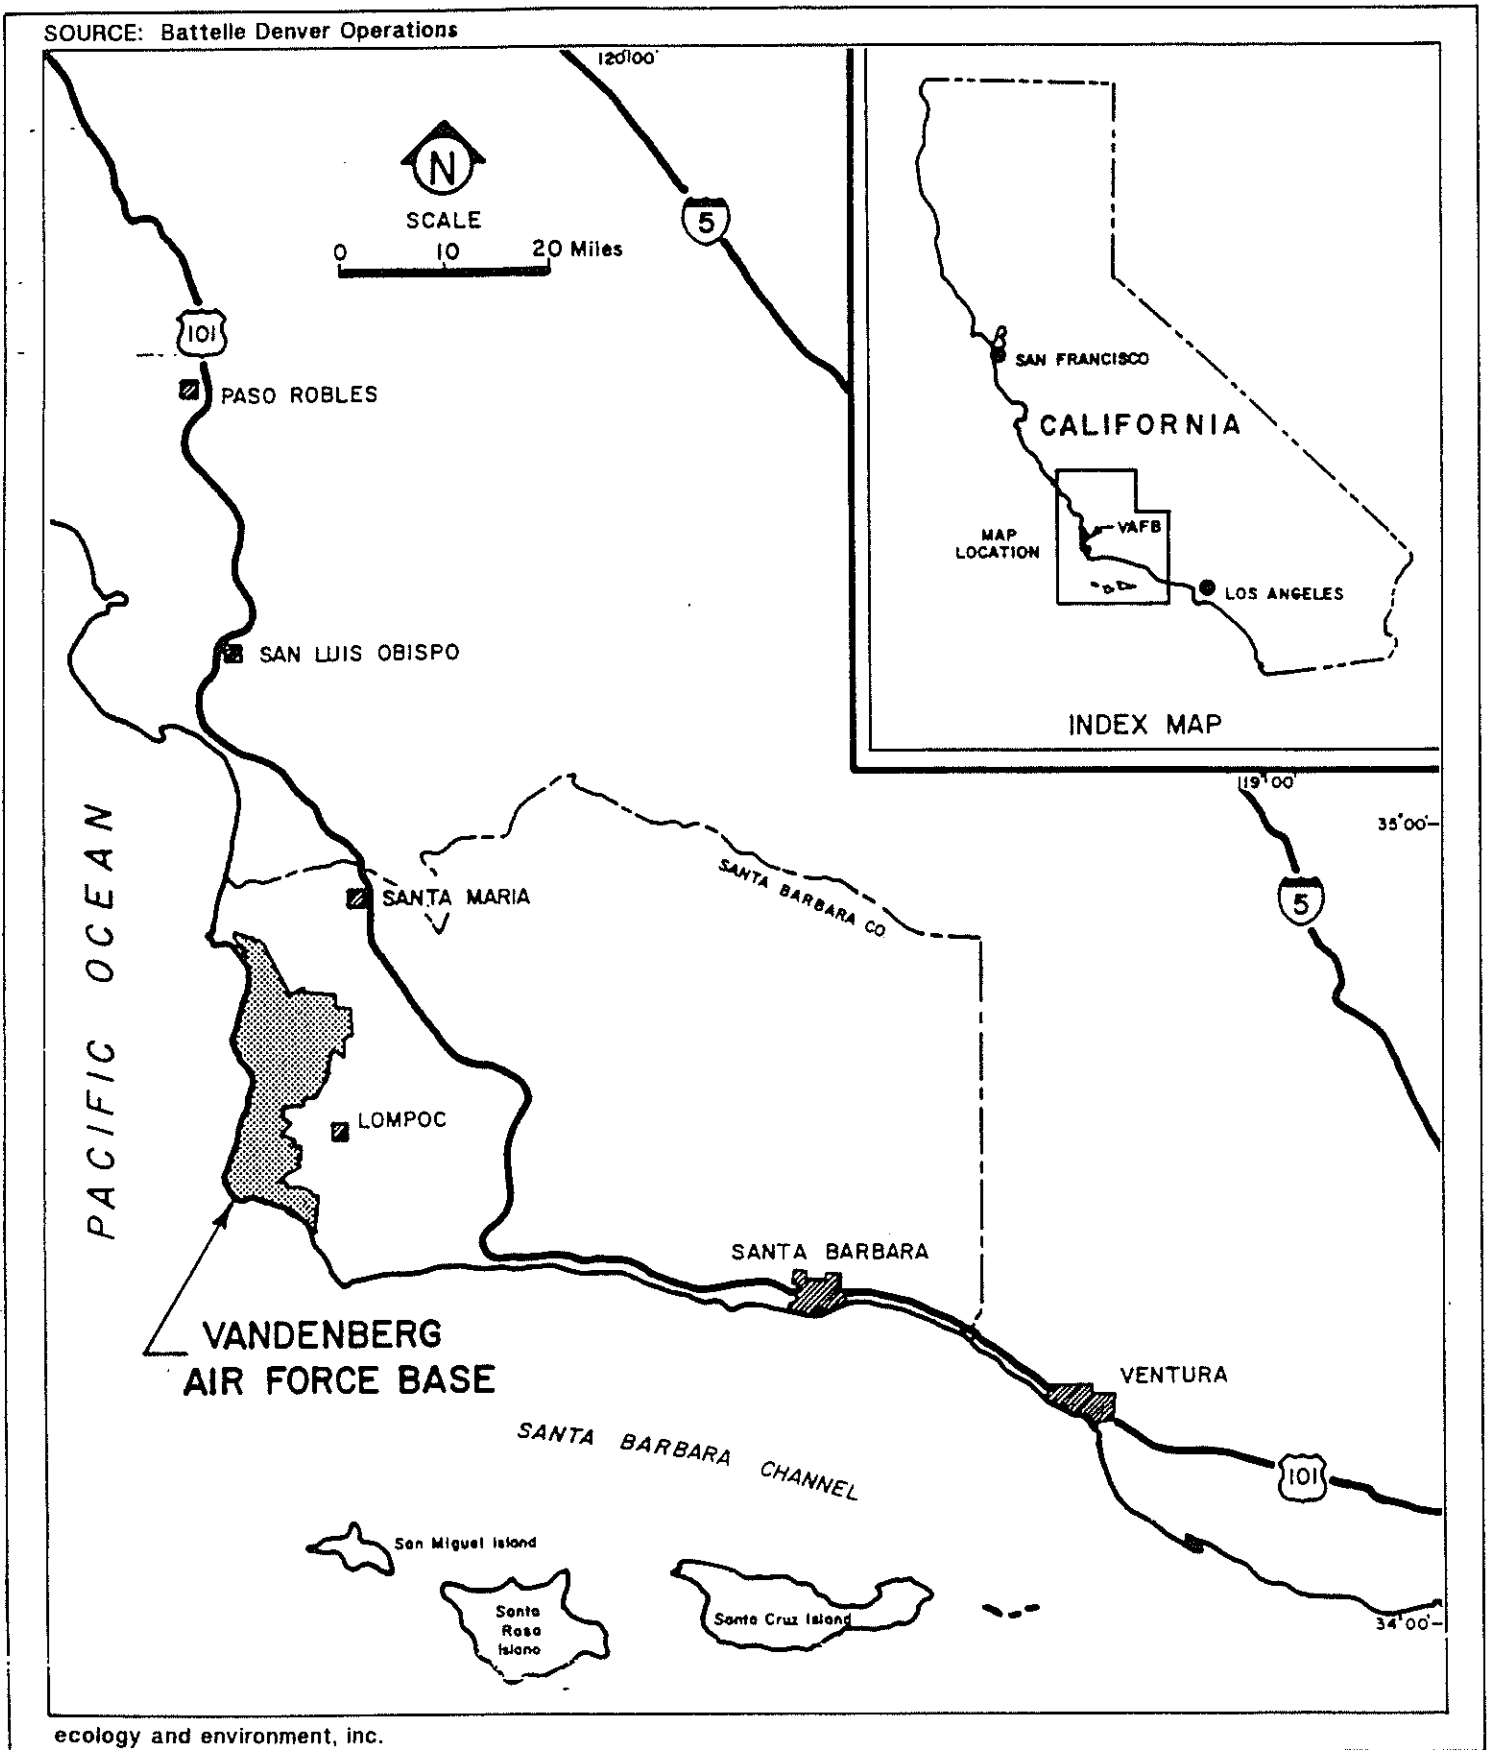 SOURCE: Battelle Denver Operations
120°00'
N
SCALE
0 10 20 Miles
5
101
PASO ROBLES
SAN LUIS OBISPO
SAN FRANCISCO
CALIFORNIA
MAP
LOCATION
VAFB
LOS ANGELES
INDEX MAP
119°00'
35°00'
PACIFIC OCEAN
SANTA BARBARA CO
SANTA MARIA
5
LOMPOC
SANTA BARBARA
VANDENBERG
AIR FORCE BASE
VENTURA
SANTA BARBARA CHANNEL
101
San Miguel Island
Santa
Rosa
Island
Santa Cruz Island
34°00'
ecology and environment, inc.